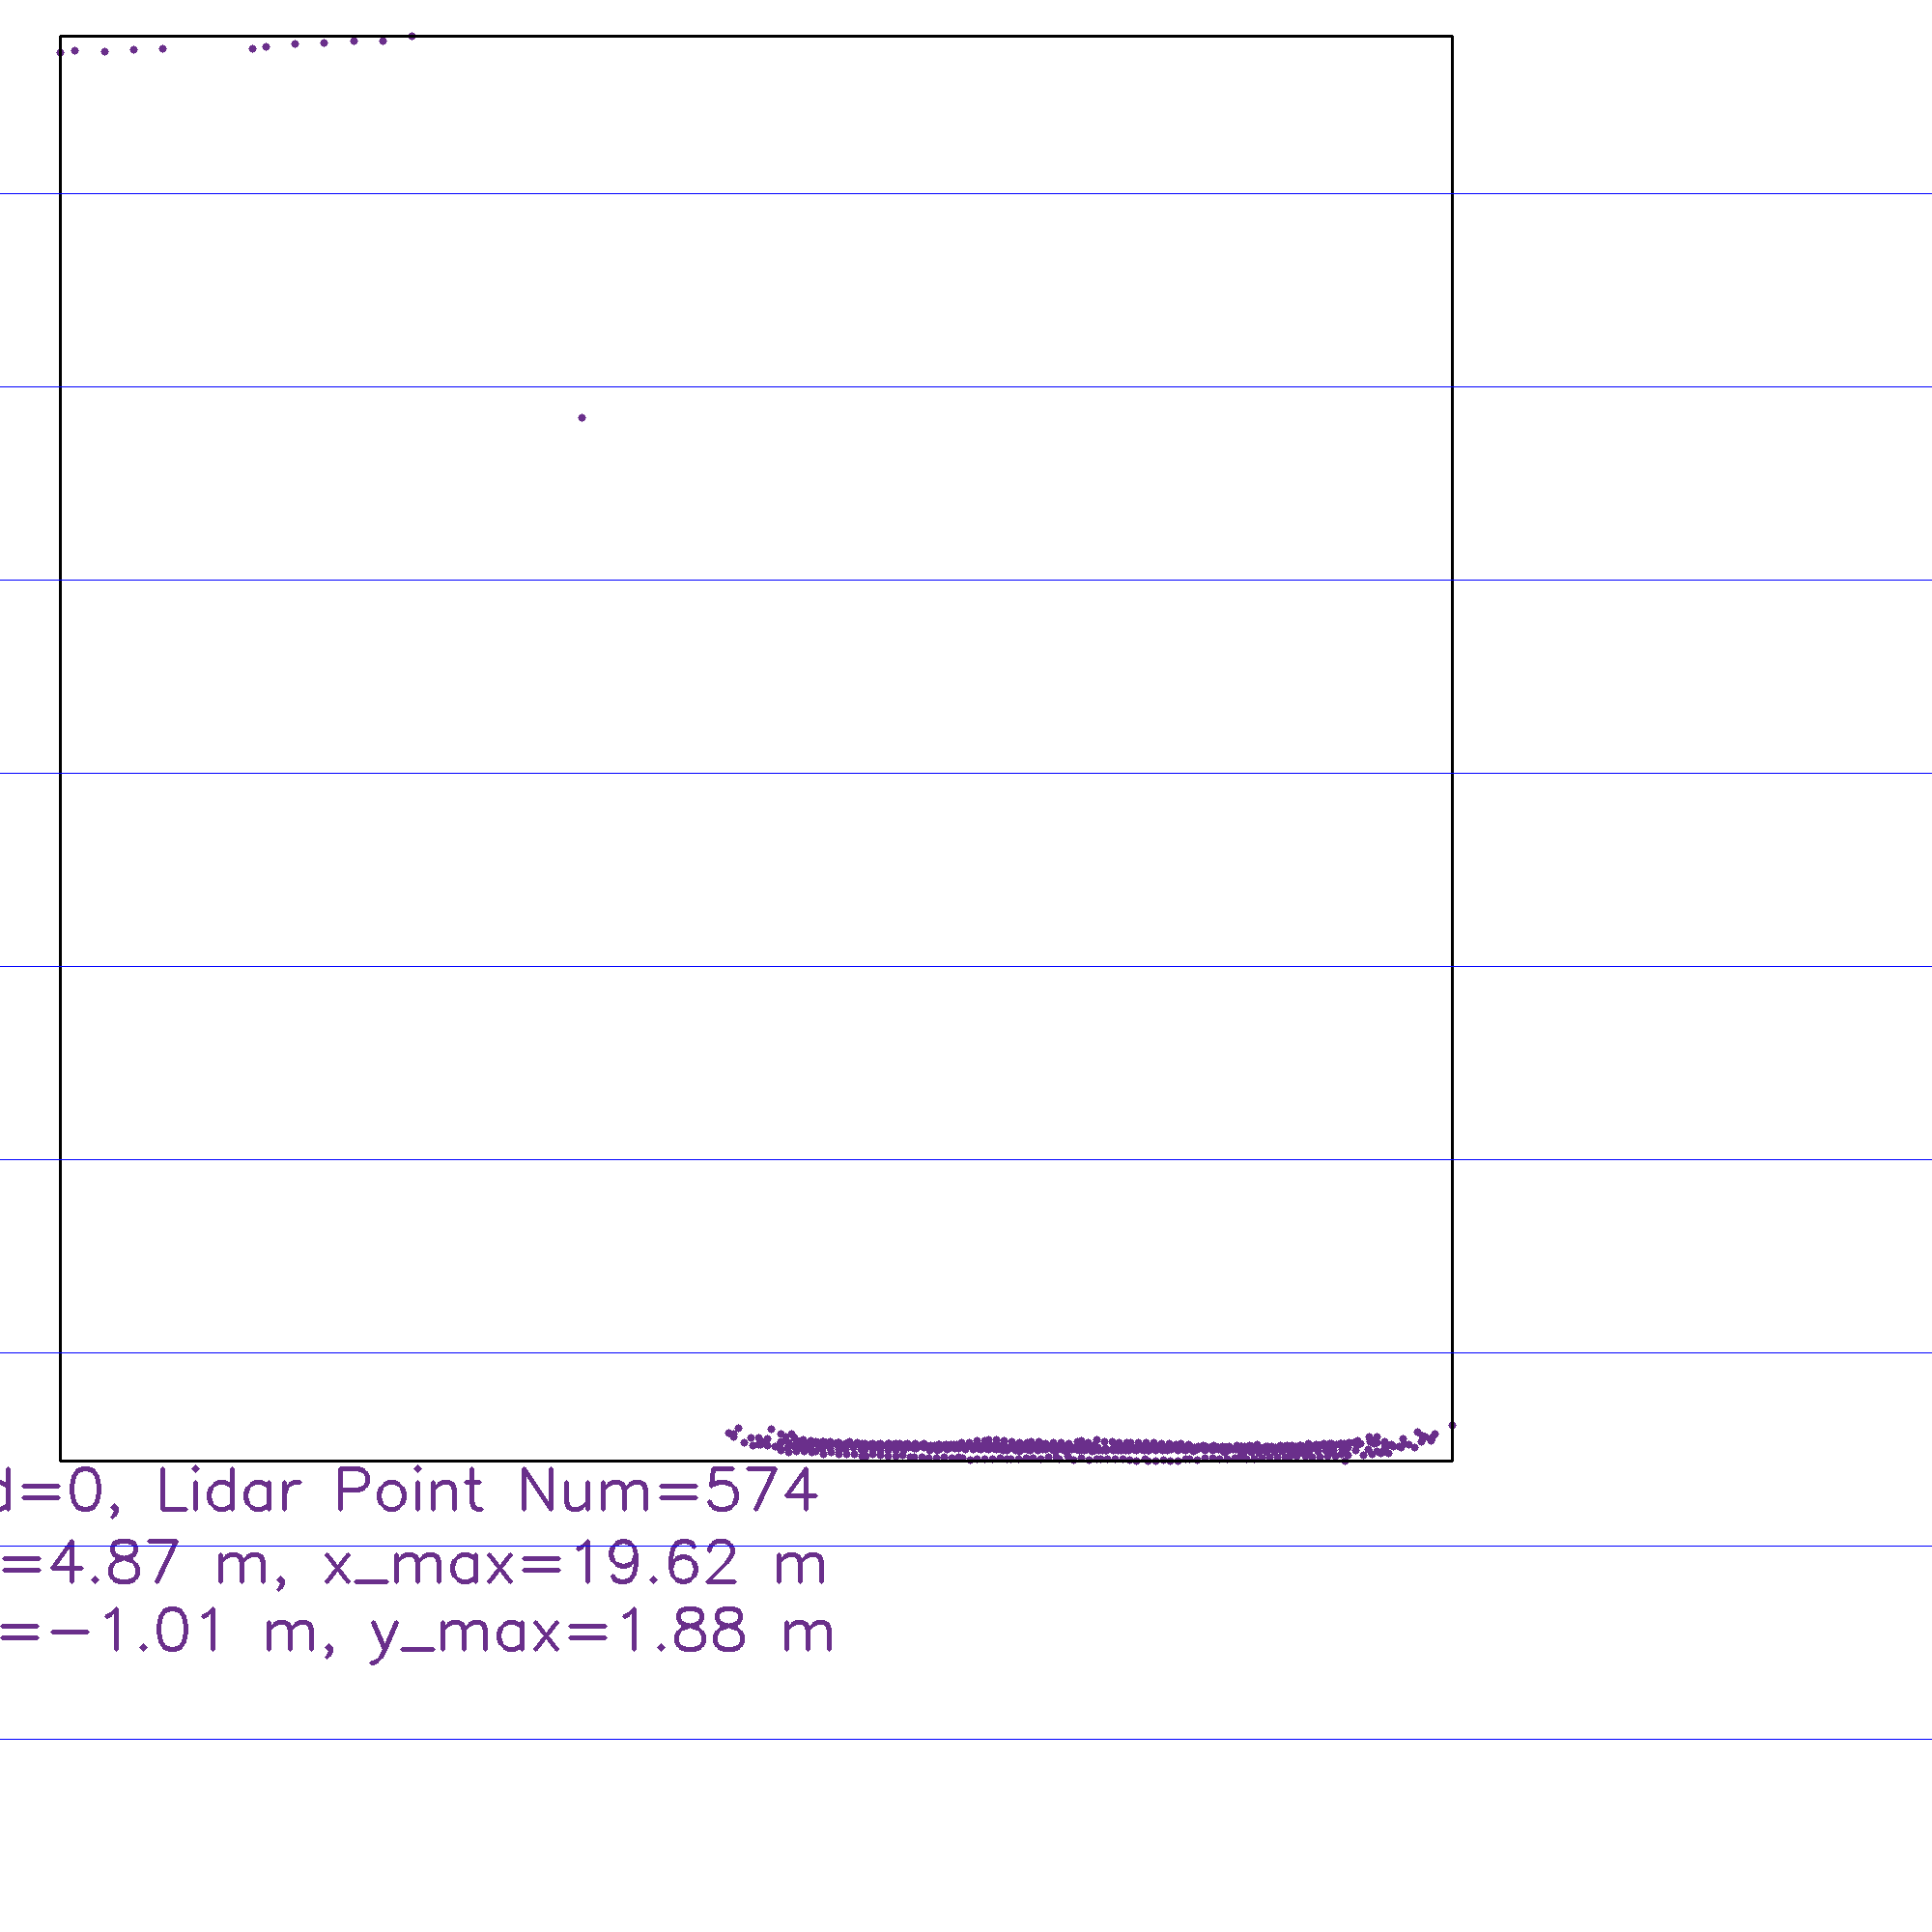 d=0, Lidar Point Num=574
=4.87 m, x_max=19.62 m
=-1.01 m, y_max=1.88 m